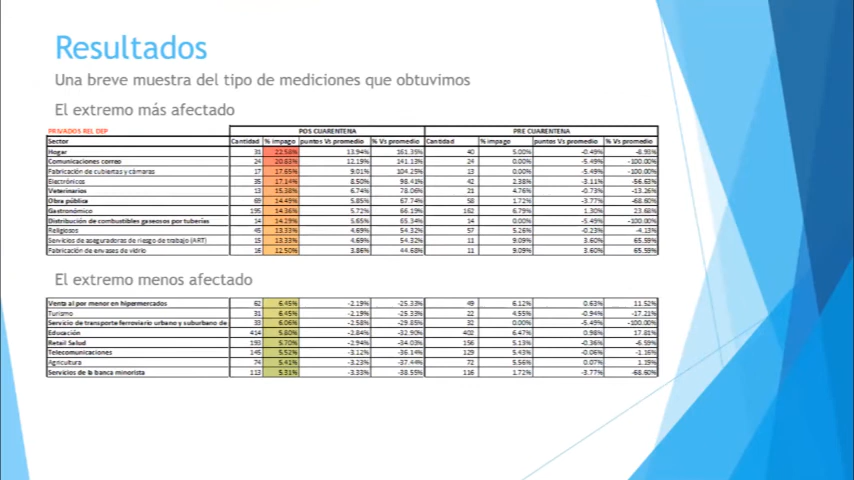 Resultados
Una breve muestra del tipo de mediciones que obtuvimos
El extremo más afectado
PRIVADOS REL DEP POS CUARENTENA PRE CUARENTENA
Sector Cantidad % impago puntos Vs promedio % Vs promedio Cantidad % impago puntos Vs promedio % Vs promedio
Hogar 31 22.58% 13.94% 161.35% 40 5.00% -0.49% -8.93%
Comunicaciones correo 24 20.83% 12.19% 141.13% 24 0.00% -5.49% -100.00%
Fabricación de cubiertas y cámaras 17 17.65% 9.01% 104.25% 13 0.00% -5.49% -100.00%
Electrónicos 35 17.14% 8.50% 98.41% 42 2.38% -3.11% -56.63%
Veterinarios 13 15.38% 6.74% 78.06% 21 4.76% -0.73% -13.26%
Obra pública 69 14.49% 5.85% 67.74% 58 1.72% -3.77% -68.60%
Gastronómico 195 14.36% 5.72% 66.19% 162 6.79% 1.30% 23.66%
Distribución de combustibles gaseosos por tuberías 14 14.29% 5.65% 65.34% 14 0.00% -5.49% -100.00%
Religiosos 45 13.33% 4.69% 54.32% 57 5.26% -0.23% -4.13%
Servicios de aseguradoras de riesgo de trabajo (ART) 15 13.33% 4.69% 54.32% 11 9.09% 3.60% 65.59%
Fabricación de envases de vidrio 16 12.50% 3.86% 44.68% 11 9.09% 3.60% 65.59%
El extremo menos afectado
Venta al por menor en hipermercados 62 6.45% -2.19% -25.33% 49 6.12% 0.63% 11.52%
Turismo 31 6.45% -2.19% -25.33% 22 4.55% -0.94% -17.21%
Servicio de transporte ferroviario urbano y suburbano de 33 6.06% -2.58% -29.85% 32 0.00% -5.49% -100.00%
Educación 414 5.80% -2.84% -32.90% 402 6.47% 0.98% 17.81%
Retail Salud 193 5.70% -2.94% -34.03% 156 5.13% -0.36% -6.59%
Telecomunicaciones 145 5.52% -3.12% -36.14% 129 5.43% -0.06% -1.16%
Agricultura 74 5.41% -3.23% -37.44% 72 5.56% 0.07% 1.19%
Servicios de la banca minorista 113 5.31% -3.33% -38.55% 116 1.72% -3.77% -68.60%